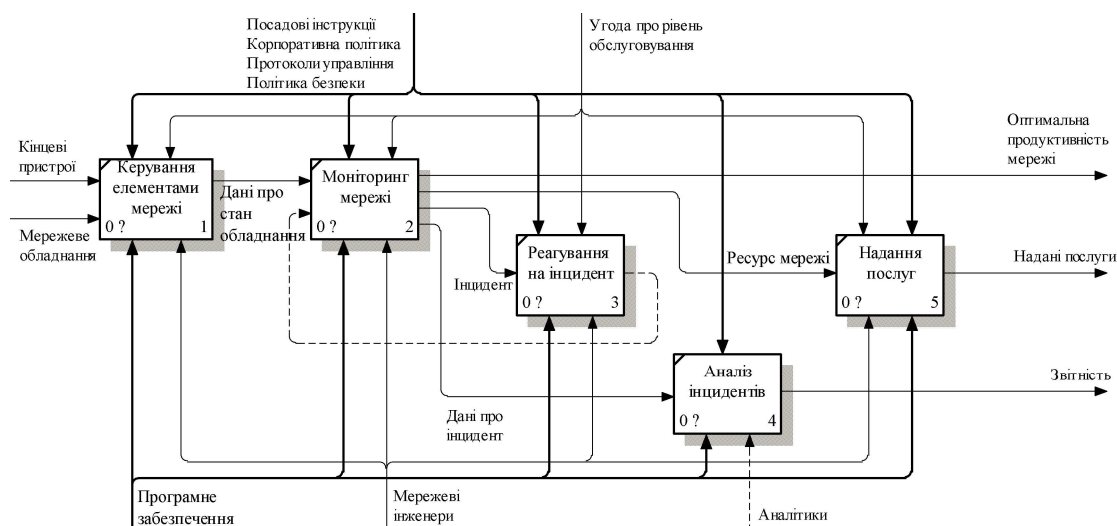 Посадові інструкції
Корпоративна політика
Протоколи управління
Політика безпеки
Угода про рівень
обслуговування
Оптимальна
продуктивність
мережі
Кінцеві
пристрої
Керування
елементами
мережі
0 ? 1
Дані про
стан
обладнання
Моніторинг
мережі
0 ? 2
Мережеве
обладнання
Інцидент
Реагування
на інцидент
0 ? 3
Ресурс мережі
Надання
послуг
0 ? 5
Надані послуги
Аналіз
інцидентів
0 ? 4
Звітність
Дані про
інцидент
Програмне
забезпечення
Мережеві
інженери
Аналітики